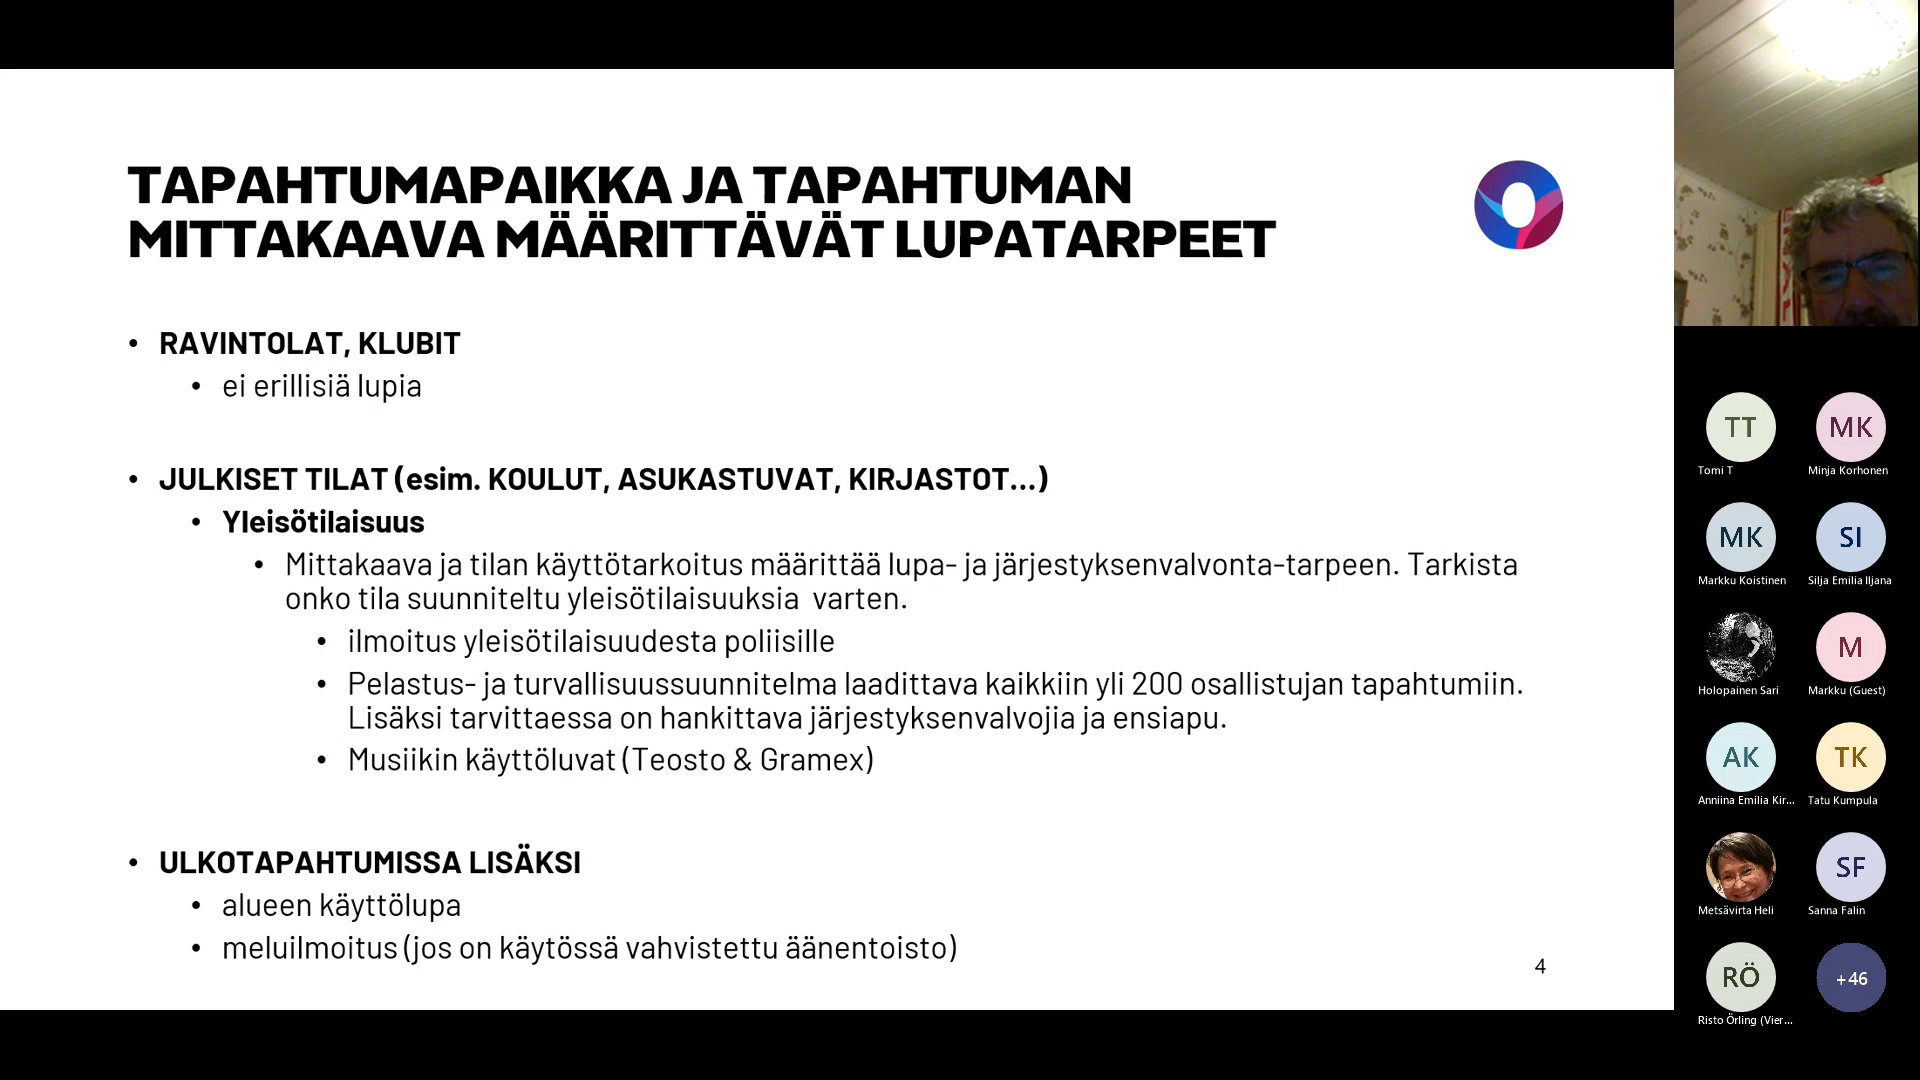 TAPAHTUMAPAIKKA JA TAPAHTUMAN
MITTAKAAVA MÄÄRITTÄVÄT LUPATARPEET
• RAVINTOLAT, KLUBIT
• ei erillisiä lupia
• JULKISET TILAT (esim. KOULUT, ASUKASTUVAT, KIRJASTOT...)
• Yleisötilaisuus
• Mittakaava ja tilan käyttötarkoitus määrittää lupa- ja järjestyksenvalvonta-tarpeen. Tarkista
onko tila suunniteltu yleisötilaisuuksia varten.
• ilmoitus yleisötilaisuudesta poliisille
• Pelastus- ja turvallisuussuunnitelma laadittava kaikkiin yli 200 osallistujan tapahtumiin.
Lisäksi tarvittaessa on hankittava järjestyksenvalvojia ja ensiapu.
• Musiikin käyttöluvat (Teosto & Gramex)
• ULKOTAPAHTUMISSA LISÄKSI
• alueen käyttölupa
• meluilmoitus (jos on käytössä vahvistettu äänentoisto)
4
TT
MK
Tomi T
Minja Korhonen
MK
SI
Markku Koistinen
Silja Emilia Iljana
M
Holopainen Sari
Markku (Guest)
AK
TK
Anniina Emilia Kir...
Tatu Kumpula
SF
Metsävirta Heli
Sanna Falin
RÖ
+46
Risto Örling (Vier...